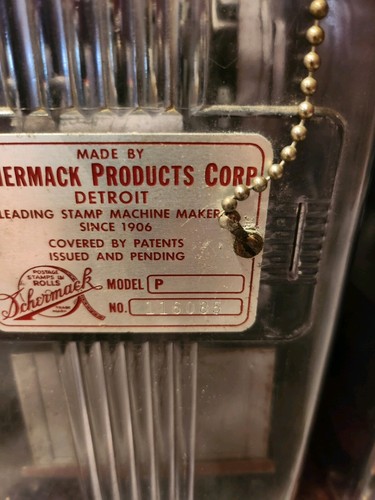 MADE BY
HERMACK PRODUCTS CORP
DETROIT
LEADING STAMP MACHINE MAKER
SINCE 1906
COVERED BY PATENTS
ISSUED AND PENDING
POSTAGE
STAMPS IN
ROLLS
Schermack
TRADE
MODEL P
NO.